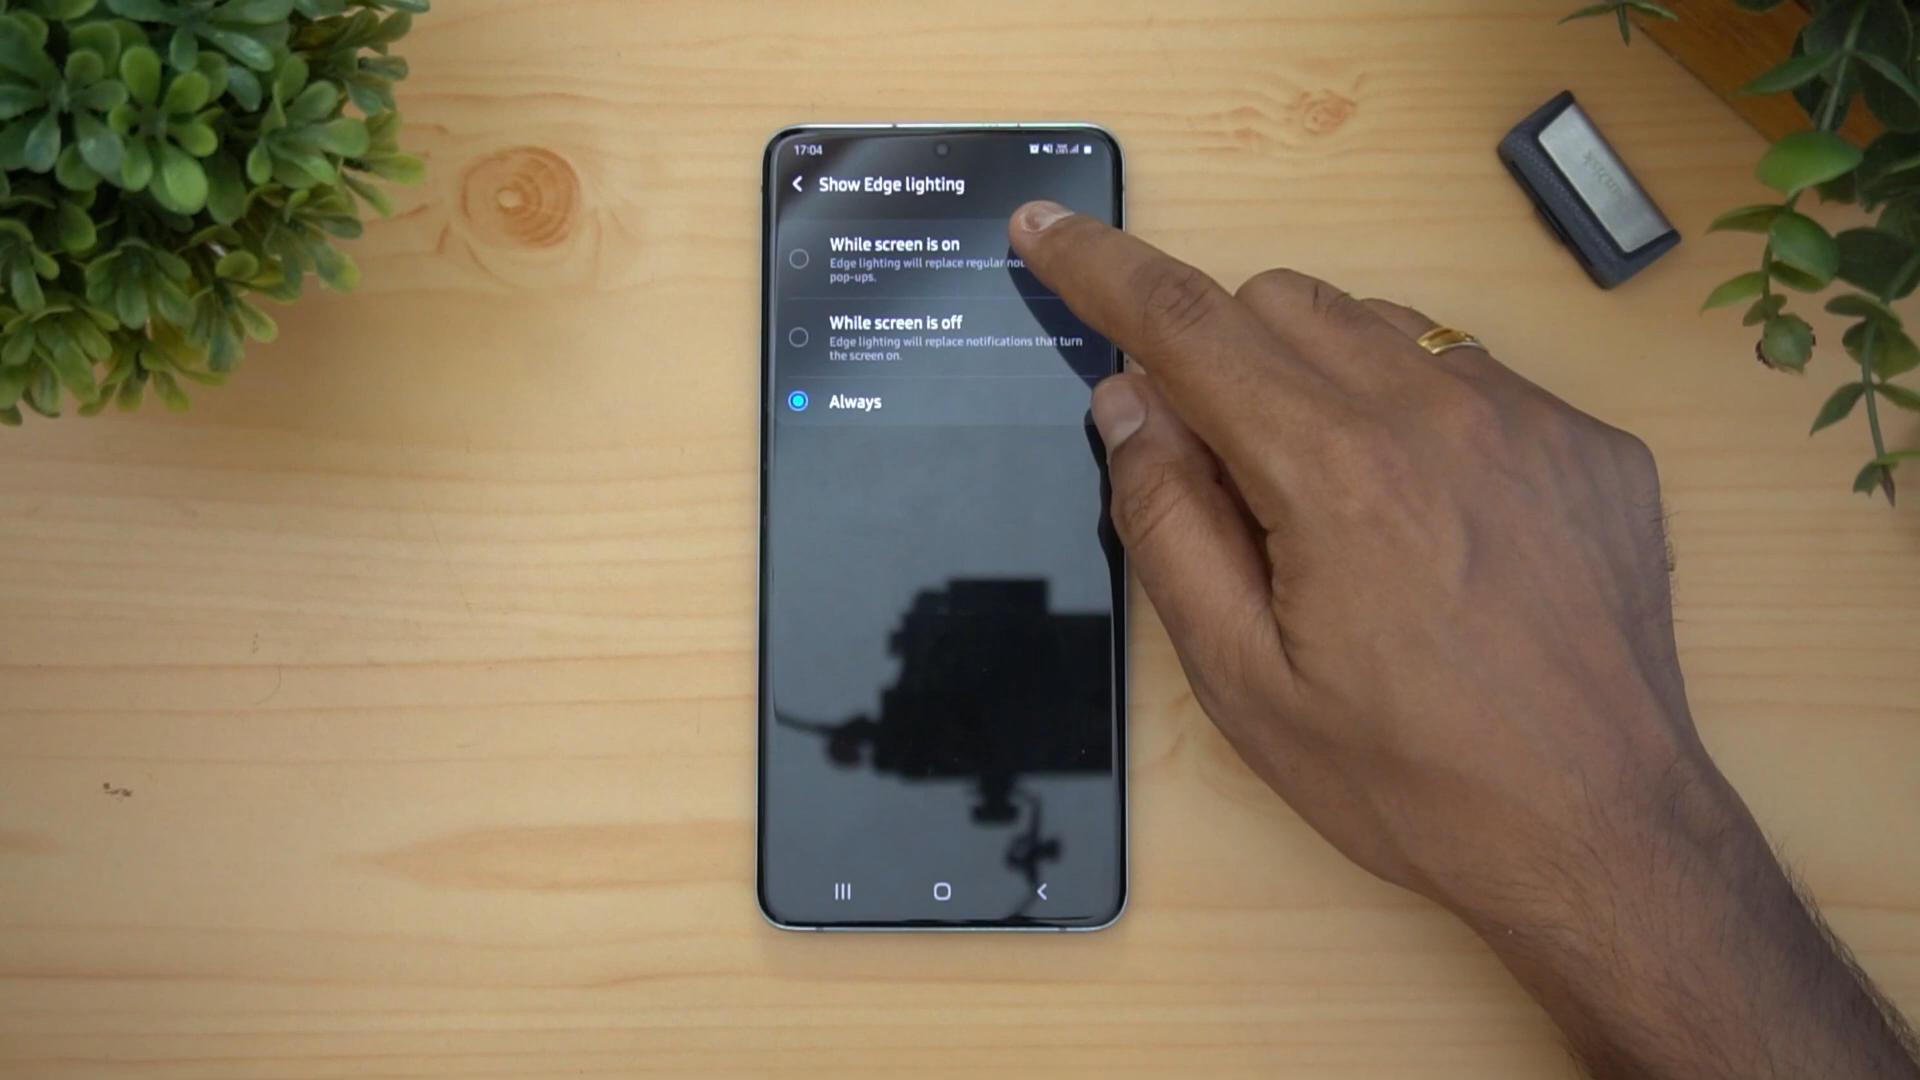 17:04
Show Edge lighting
While screen is on
Edge lighting will replace regular
pop-ups.
While screen is off
Edge lighting will replace notifications that turn
the screen on.
Always
SanDisk